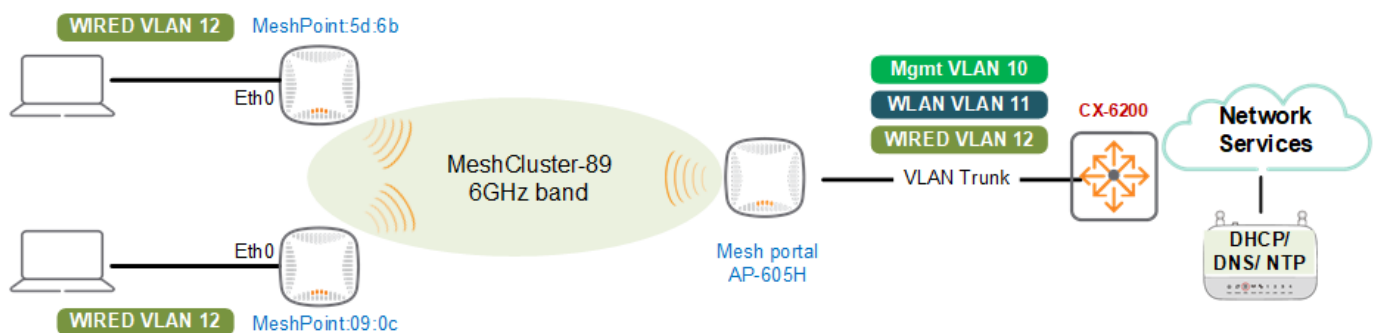 WIRED VLAN 12
MeshPoint:5d:6b
Eth0
Mgmt VLAN 10
WLAN VLAN 11
WIRED VLAN 12
CX-6200
Network
Services
MeshCluster-89
6GHz band
VLAN Trunk
Eth0
Mesh portal
AP-605H
DHCP/
DNS/ NTP
WIRED VLAN 12
MeshPoint:09:0c